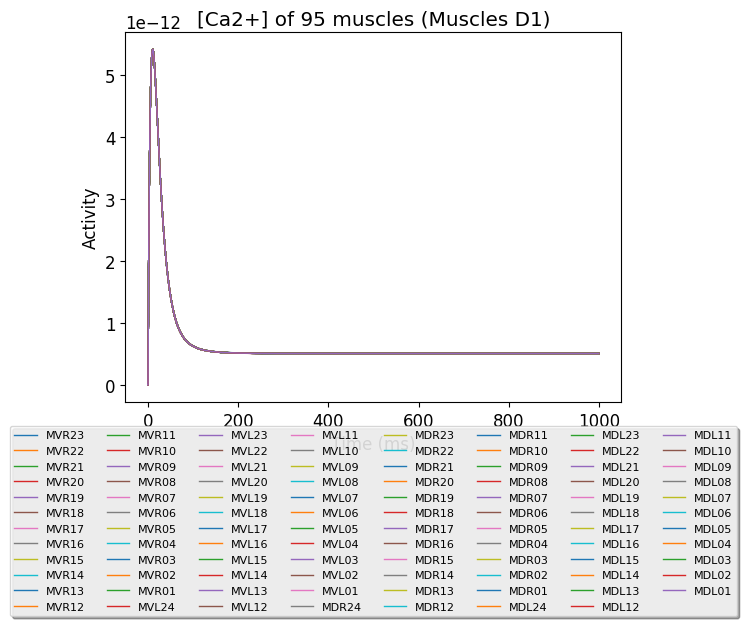 1e−12
[Ca2+] of 95 muscles (Muscles D1)
5
4
3
2
1
0
Activity
0 200 400 600 800 1000
Time (ms)
MVR23 MVR11 MVL23 MVL11 MDR23 MDR11 MDL23 MDL11
MVR22 MVR10 MVL22 MVL10 MDR22 MDR10 MDL22 MDL10
MVR21 MVR09 MVL21 MVL09 MDR21 MDR09 MDL21 MDL09
MVR20 MVR08 MVL20 MVL08 MDR20 MDR08 MDL20 MDL08
MVR19 MVR07 MVL19 MVL07 MDR19 MDR07 MDL19 MDL07
MVR18 MVR06 MVL18 MVL06 MDR18 MDR06 MDL18 MDL06
MVR17 MVR05 MVL17 MVL05 MDR17 MDR05 MDL17 MDL05
MVR16 MVR04 MVL16 MVL04 MDR16 MDR04 MDL16 MDL04
MVR15 MVR03 MVL15 MVL03 MDR15 MDR03 MDL15 MDL03
MVR14 MVR02 MVL14 MVL02 MDR14 MDR02 MDL14 MDL02
MVR13 MVR01 MVL13 MVL01 MDR13 MDR01 MDL13 MDL01
MVR12 MVL24 MVL12 MDR24 MDR12 MDL24 MDL12